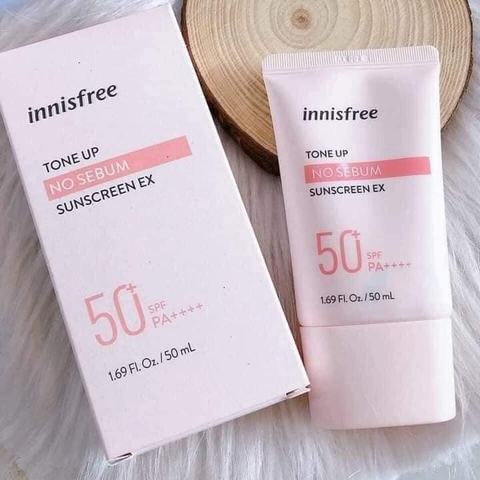 innisfree
TONE UP
NO SEBUM
SUNSCREEN EX
50+ SPF
PA++++
1.69 Fl. Oz. / 50 mL
innisfree
TONE UP
NO SEBUM
SUNSCREEN EX
50+ SPF
PA++++
1.69 Fl. Oz. / 50 mL